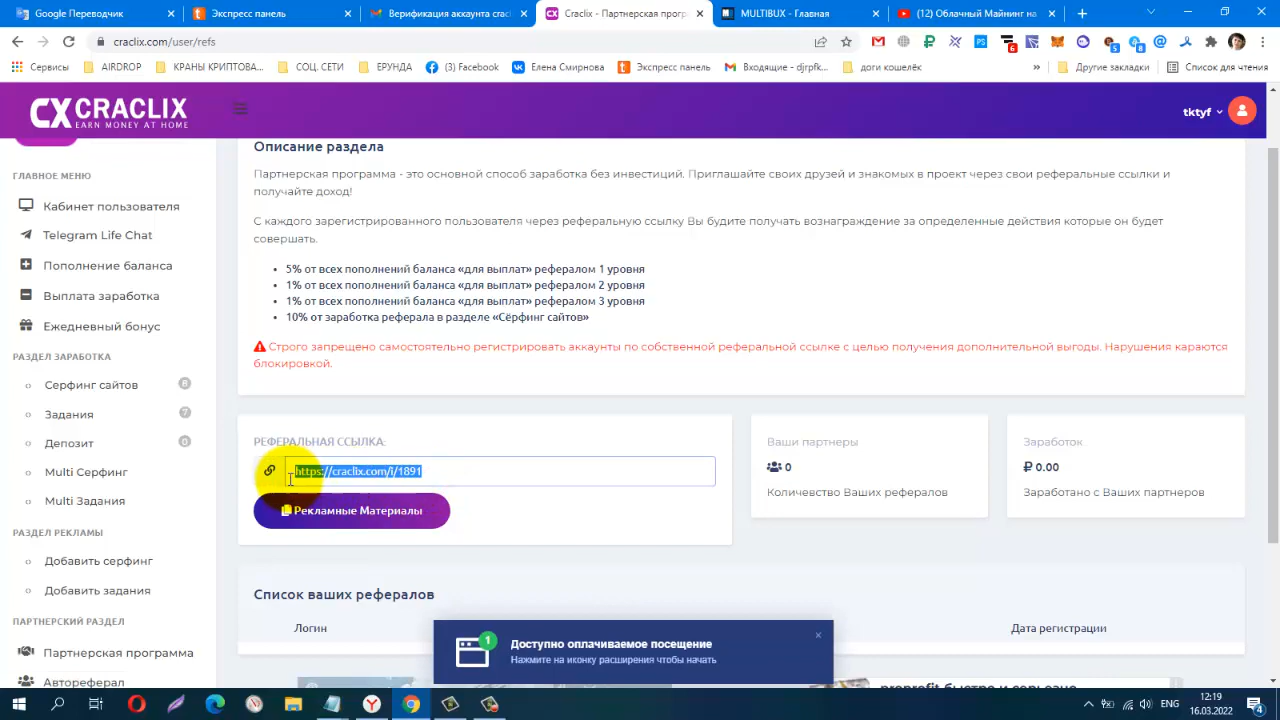 Google Переводчик
Экспресс панель
Верификация аккаунта cracl
Craclix - Партнерская прогр
MULTIBUX - Главная
(12) Облачный Майнинг на
craclix.com/user/refs
Сервисы
AIRDROP
КРАНЫ КРИПТОВА...
СОЦ. СЕТИ
ЕРУНДА
(3) Facebook
Елена Смирнова
Экспресс панель
Входящие - djrpfk...
доги кошелёк
»
Другие закладки
Список для чтения
CX CRACLIX
EARN MONEY AT HOME
tktyf
ГЛАВНОЕ МЕНЮ
Кабинет пользователя
Telegram Life Chat
Пополнение баланса
Выплата заработка
Ежедневный бонус
РАЗДЕЛ ЗАРАБОТКА
Серфинг сайтов 8
Задания 7
Депозит 0
Multi Серфинг
Multi Задания
РАЗДЕЛ РЕКЛАМЫ
Добавить серфинг
Добавить задания
ПАРТНЕРСКИЙ РАЗДЕЛ
Партнерская программа
Автореферал
Описание раздела
Партнерская программа - это основной способ заработка без инвестиций. Приглашайте своих друзей и знакомых в проект через свои реферальные ссылки и
получайте доход!
С каждого зарегистрированного пользователя через реферальную ссылку Вы будите получать вознаграждение за определенные действия которые он будет
совершать.
• 5% от всех пополнений баланса «для выплат» рефералом 1 уровня
• 1% от всех пополнений баланса «для выплат» рефералом 2 уровня
• 1% от всех пополнений баланса «для выплат» рефералом 3 уровня
• 10% от заработка реферала в разделе «Сёрфинг сайтов»
Строго запрещено самостоятельно регистрировать аккаунты по собственной реферальной ссылке с целью получения дополнительной выгоды. Нарушения караются
блокировкой.
РЕФЕРАЛЬНАЯ ССЫЛКА:
https://craclix.com/i/1891
Рекламные Материалы
Ваши партнеры
0
Количевство Ваших рефералов
Заработок
₽ 0.00
Заработано с Ваших партнеров
Список ваших рефералов
Логин
Дата регистрации
1
Доступно оплачиваемое посещение
Нажмите на иконку расширения чтобы начать
×
proprofit быстро и серьезно
ENG
12:19
16.03.2022